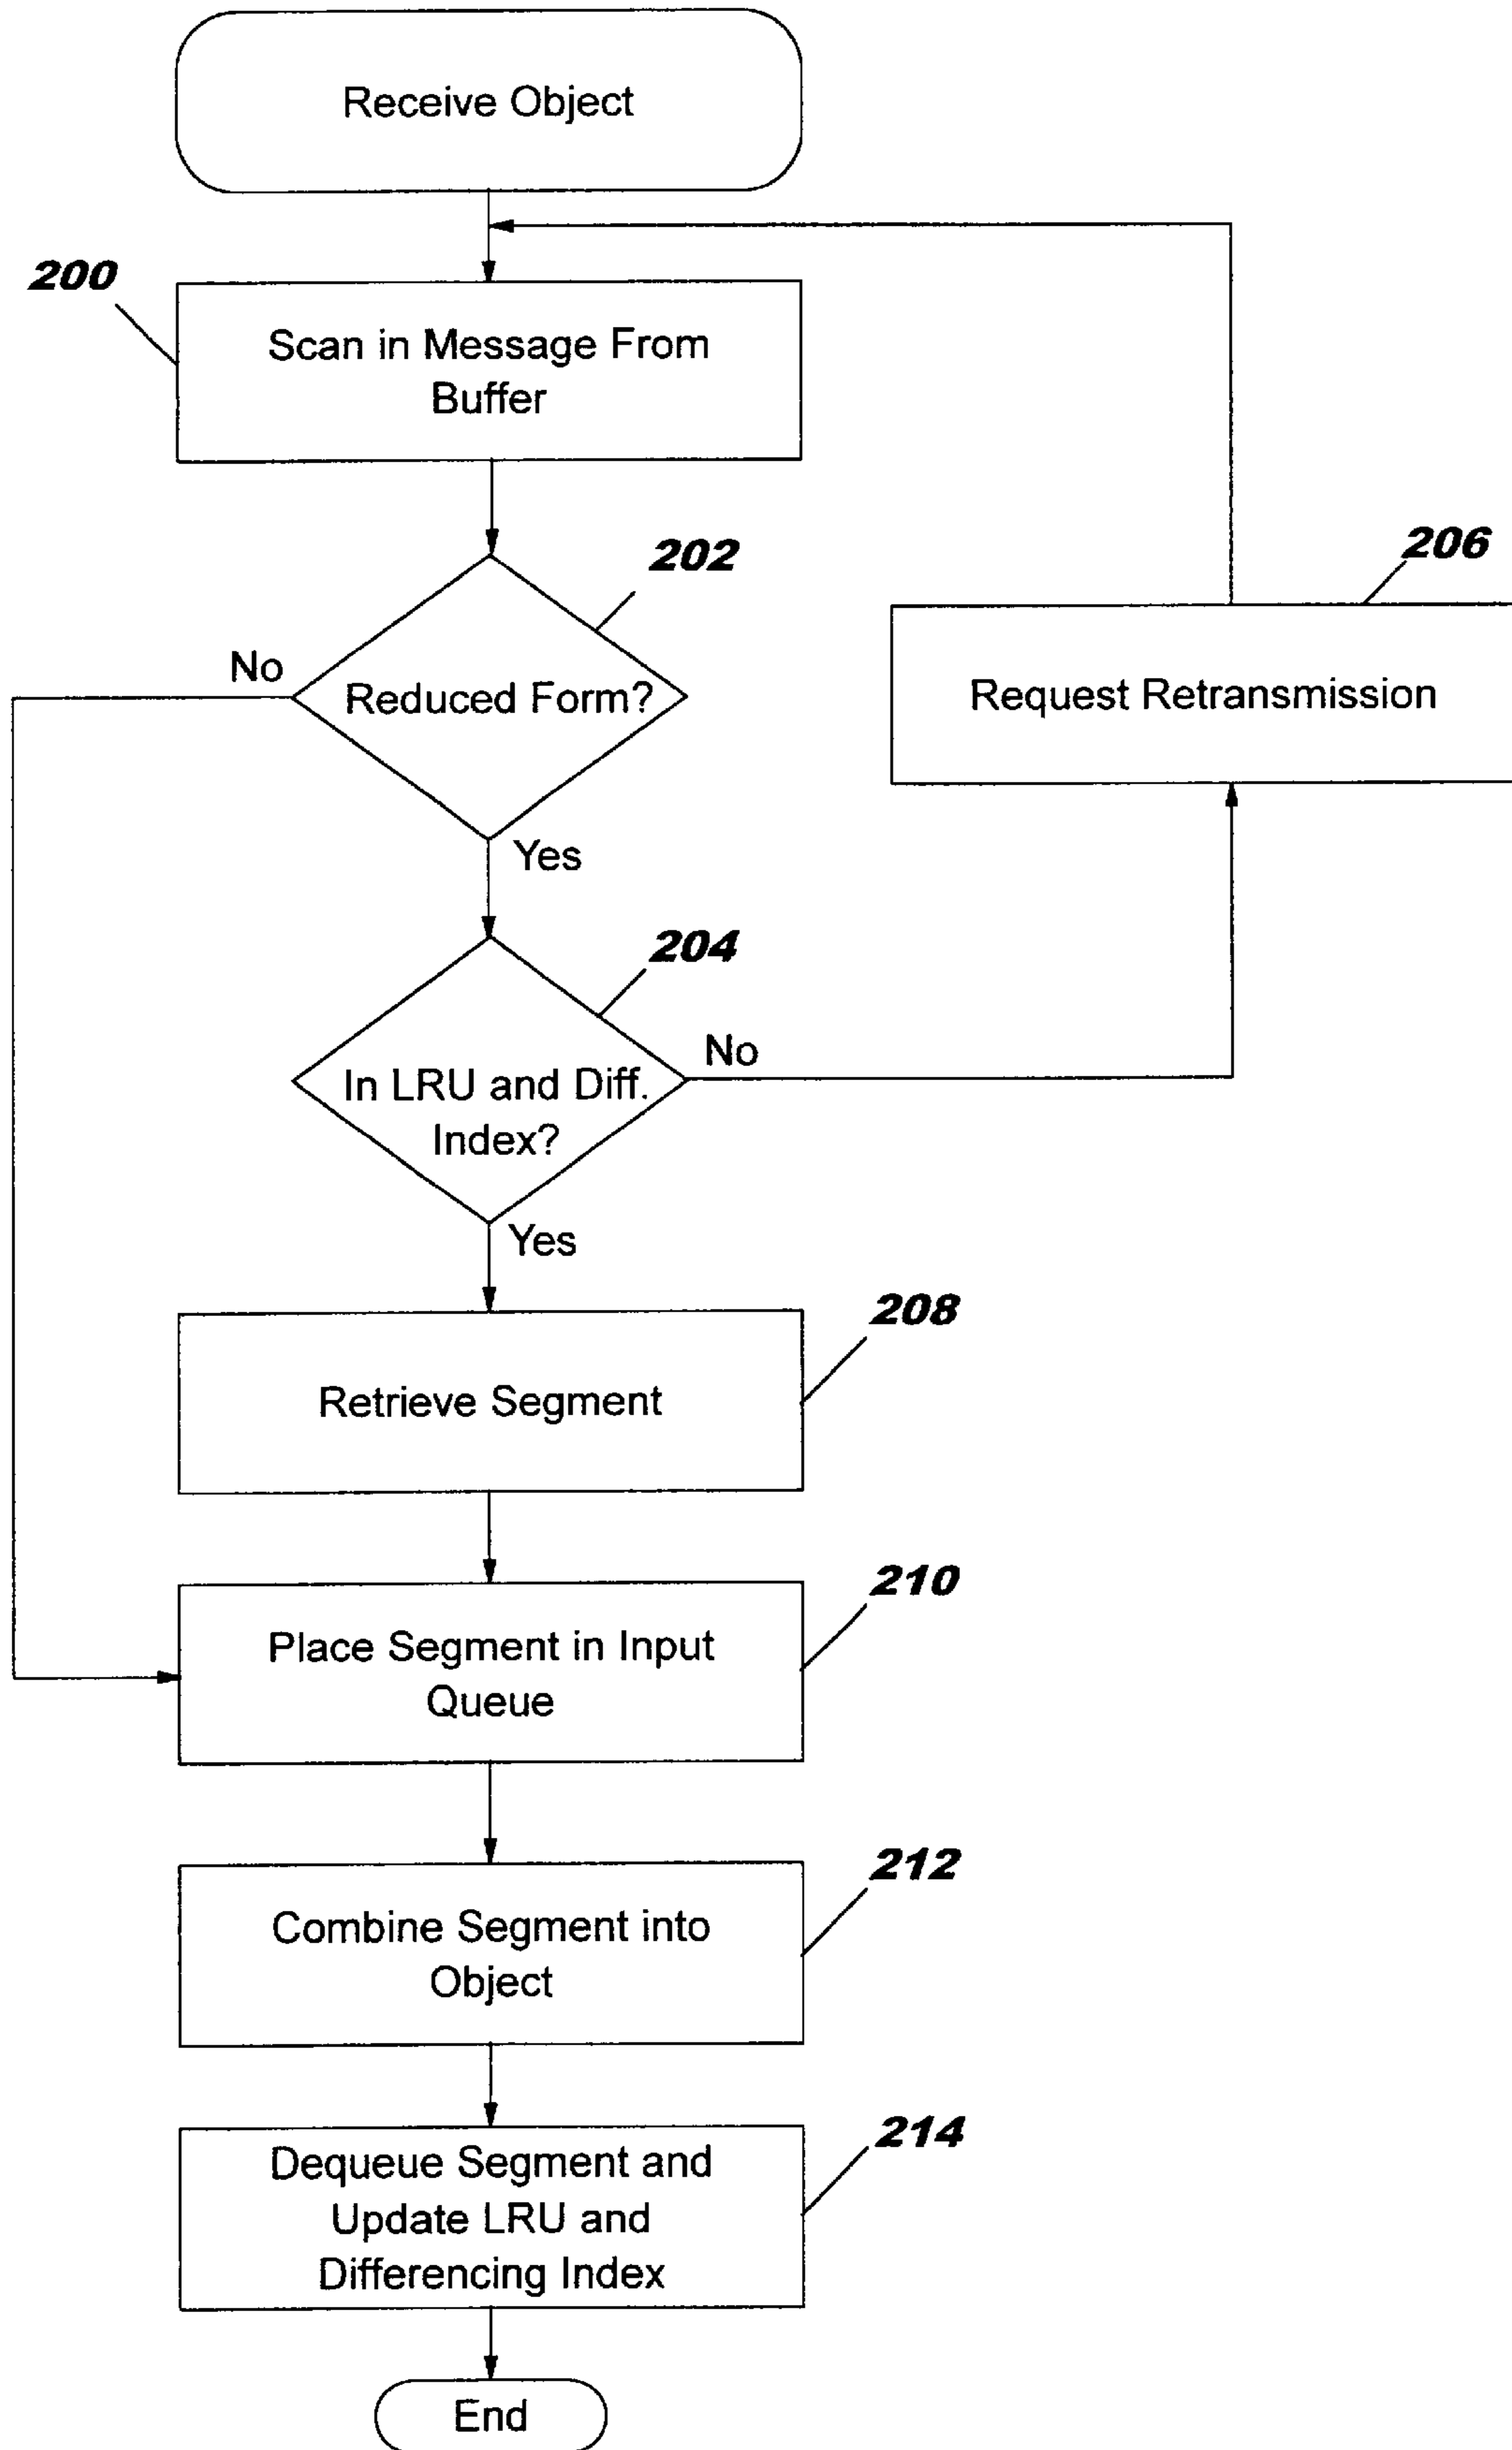 Receive Object
200
Scan in Message From
Buffer
202
206
No
Reduced Form?
Request Retransmission
Yes
204
No
In LRU and Diff.
Index?
Yes
208
Retrieve Segment
210
Place Segment in Input
Queue
212
Combine Segment into
Object
214
Dequeue Segment and
Update LRU and
Differencing Index
End